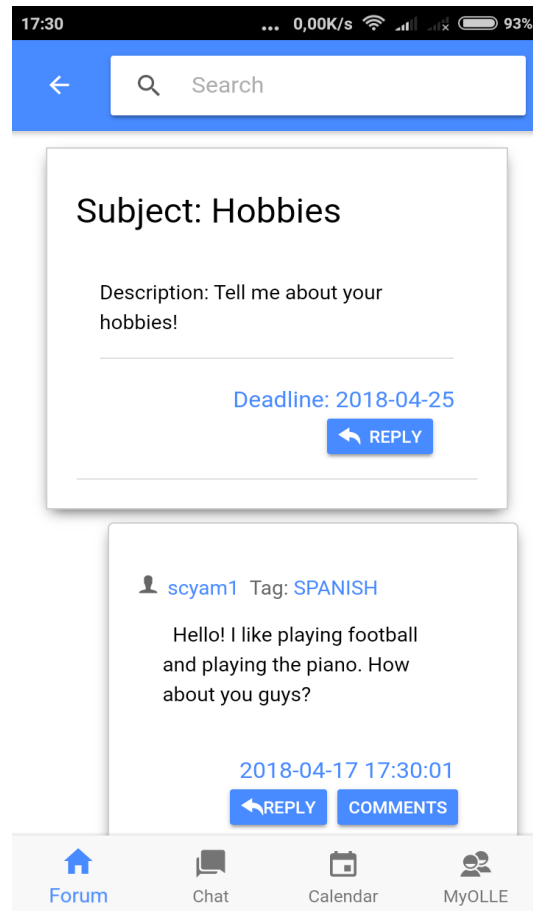 17:30 ... 0,00K/s 93%
Search
Subject: Hobbies
Description: Tell me about your
hobbies!
Deadline: 2018-04-25
REPLY
scyam1 Tag: SPANISH
Hello! I like playing football
and playing the piano. How
about you guys?
2018-04-17 17:30:01
REPLY COMMENTS
Forum Chat Calendar MyOLLE